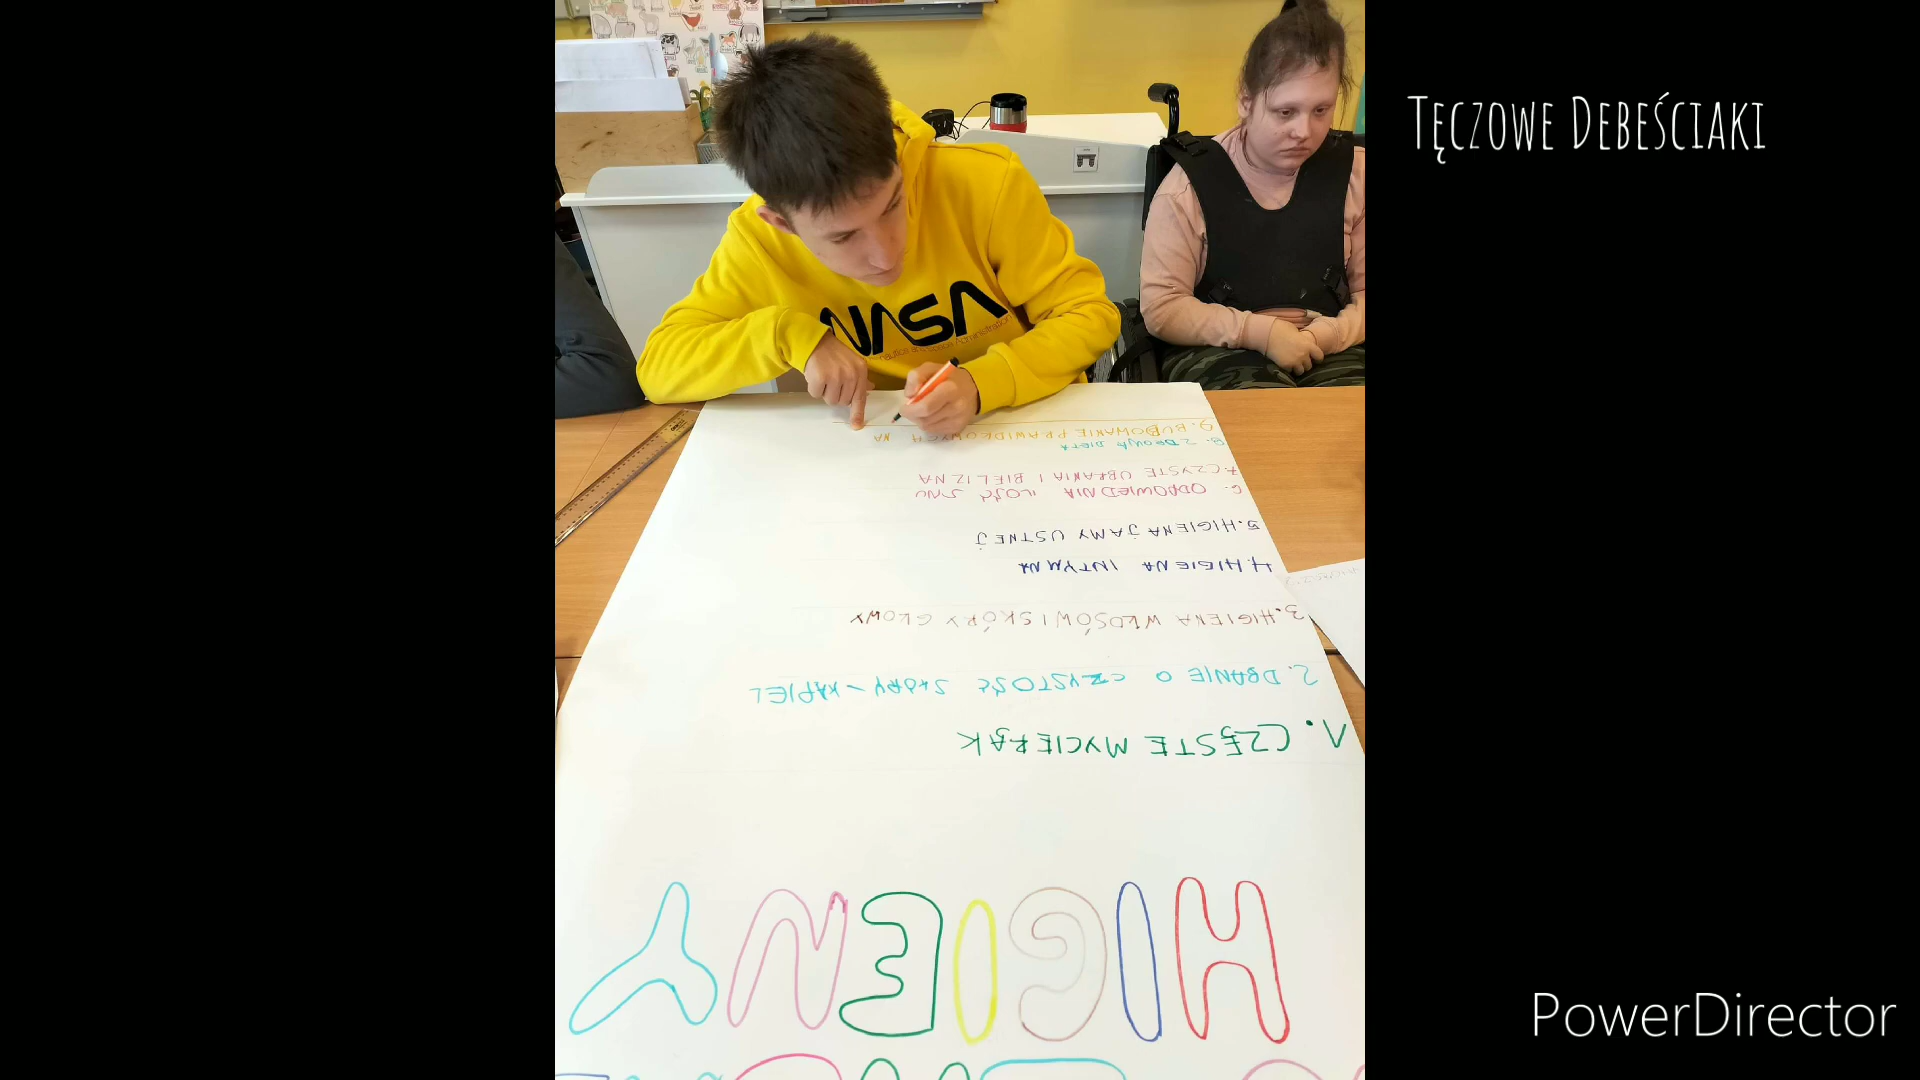 TĘCZOWE DEBEŚCIAKI
NASA
HIGIENY
1. CZĘSTE MYCIE RĄK
2. DBANIE O CZYSTOŚĆ SKÓRY - KĄPIEL
3. HIGIENA WŁOSÓW I SKÓRY GŁOWY
4. HIGIENA INTYMNA
5. HIGIENA JAMY USTNEJ
6. ODPOWIEDNIA ILOŚĆ SNU
7. CZYSTE UBRANIA I BIELIZNA
8. ZDROWA DIETA
9. BUDOWANIE PRAWIDŁOWYCH NA
PowerDirector